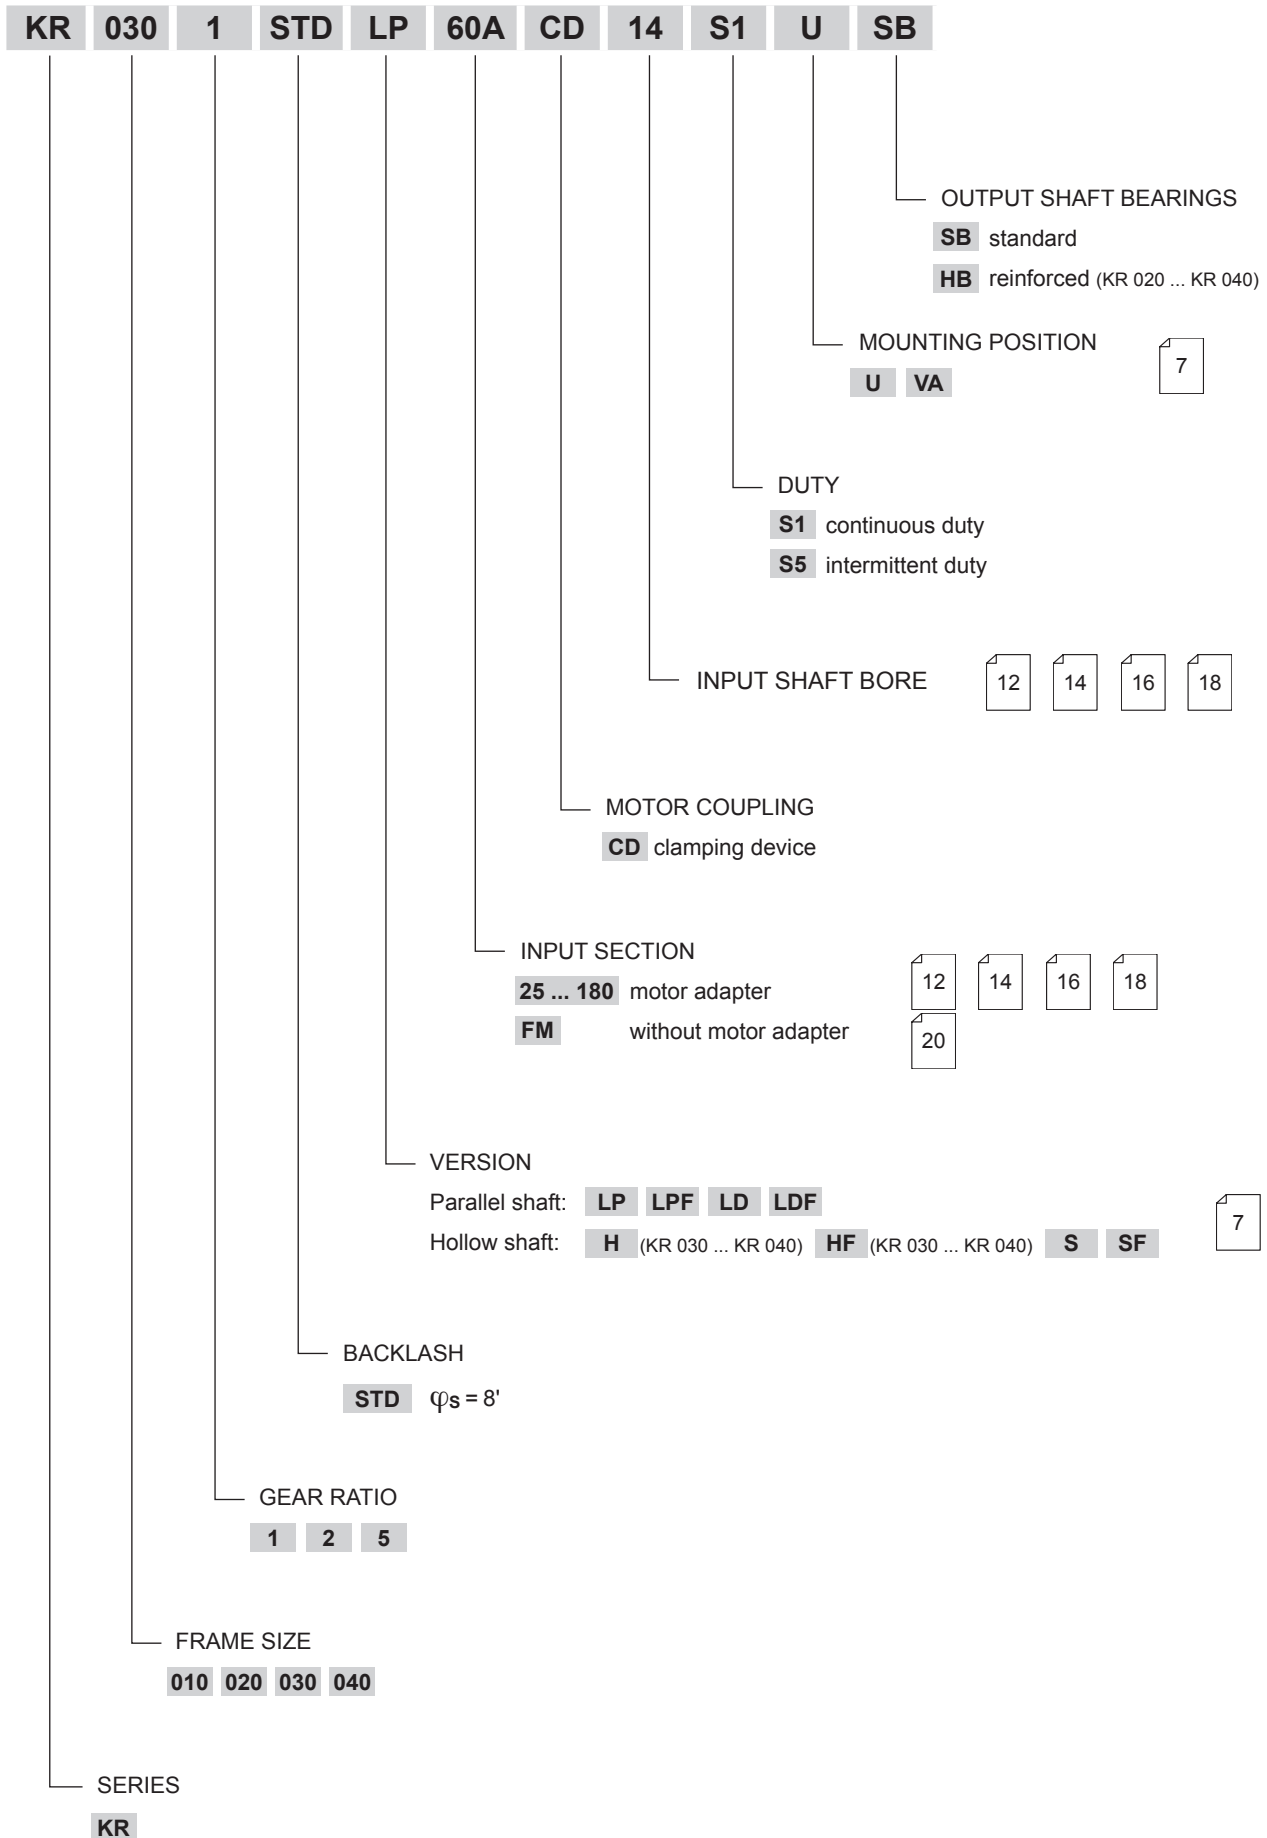 KR 030 1 STD LP 60A CD 14 S1 U SB
OUTPUT SHAFT BEARINGS
SB standard
HB reinforced (KR 020 ... KR 040)
MOUNTING POSITION 7
U VA
DUTY
S1 continuous duty
S5 intermittent duty
INPUT SHAFT BORE 12 14 16 18
MOTOR COUPLING
CD clamping device
INPUT SECTION
25 ... 180 motor adapter 12 14 16 18
FM without motor adapter 20
VERSION
Parallel shaft: LP LPF LD LDF
Hollow shaft: H (KR 030 ... KR 040) HF (KR 030 ... KR 040) S SF 7
BACKLASH
STD φs = 8'
GEAR RATIO
1 2 5
FRAME SIZE
010 020 030 040
SERIES
KR